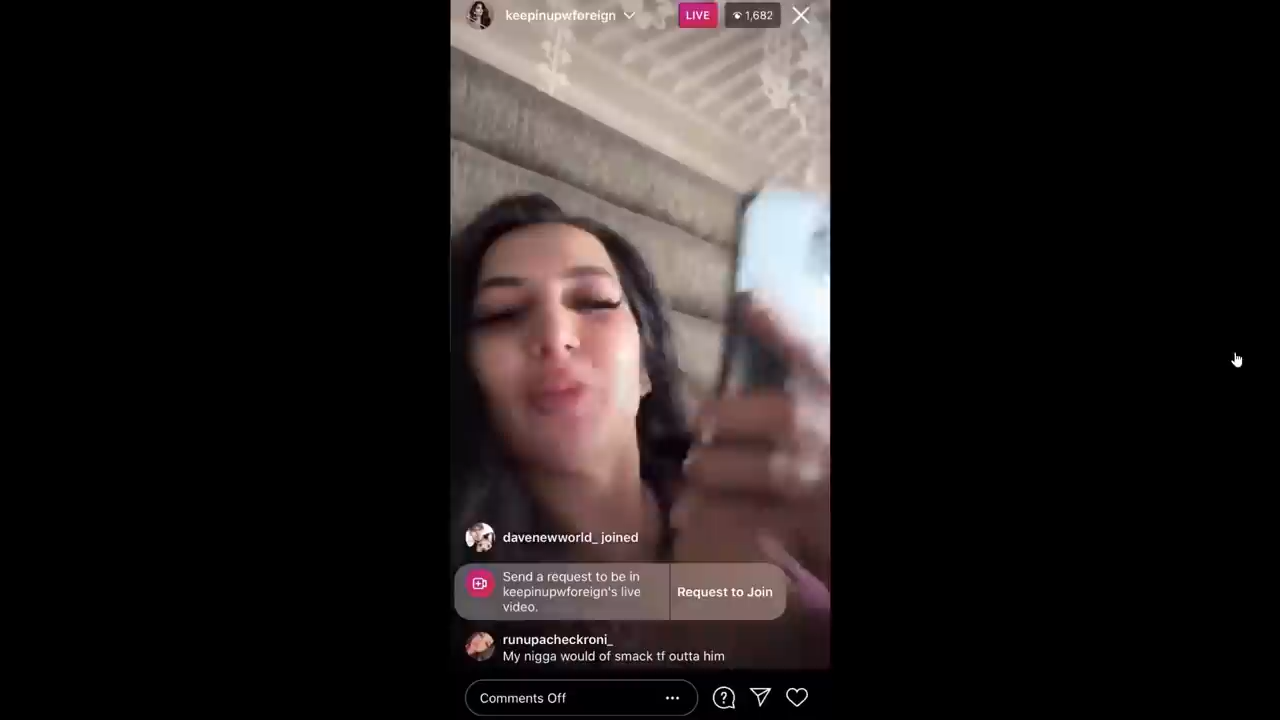 keepinupwforeign
LIVE
1,682
davenewworld_ joined
Send a request to be in
keepinupwforeign's live
video.
Request to Join
runupacheckroni_
My nigga would of smack tf outta him
Comments Off